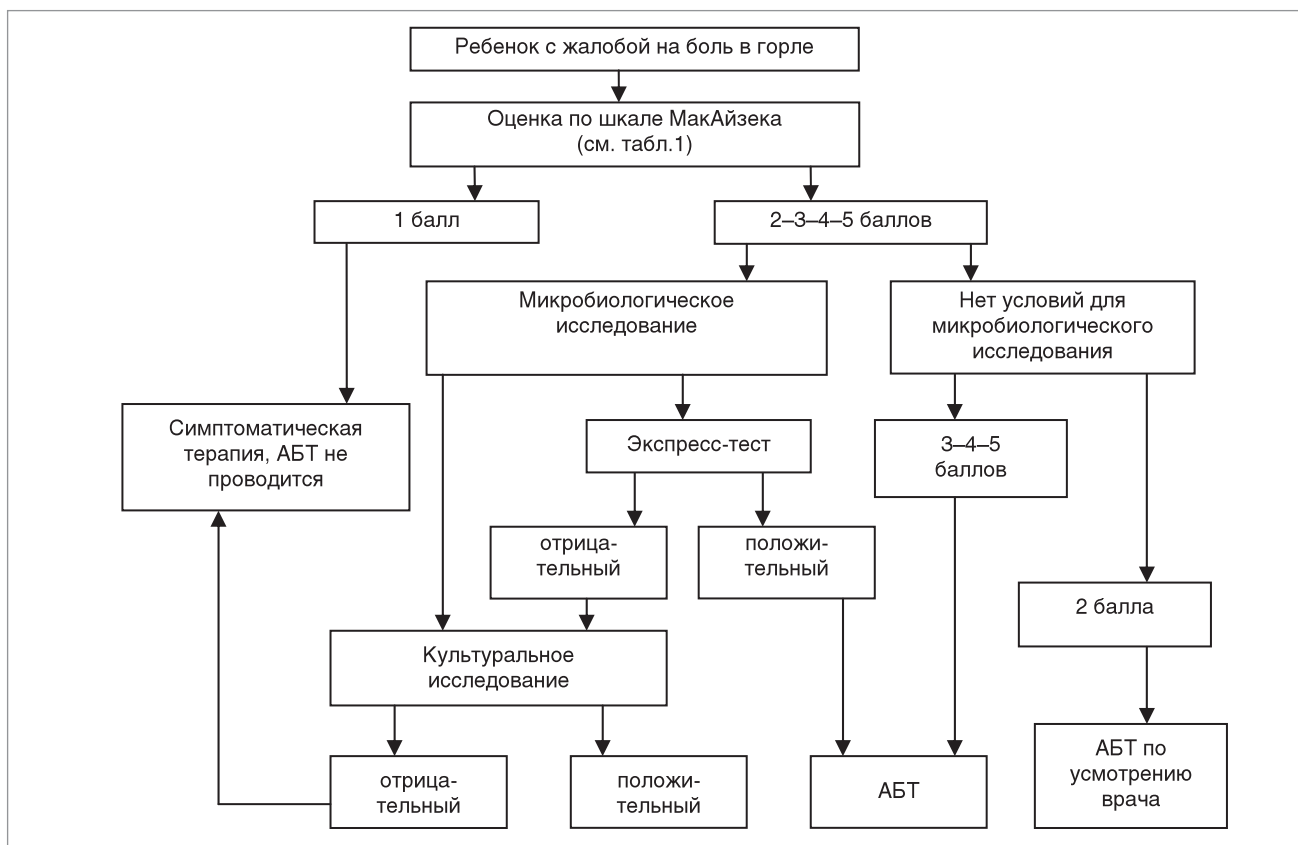 Ребенок с жалобой на боль в горле
Оценка по шкале МакАйзека
(см. табл.1)
1 балл
2–3–4–5 баллов
Микробиологическое
исследование
Нет условий для
микробиологического
исследования
Симптоматическая
терапия, АБТ не
проводится
Экспресс-тест
3–4–5
баллов
отрица-
тельный
положи-
тельный
2 балла
Культуральное
исследование
отрица-
тельный
положи-
тельный
АБТ
АБТ по
усмотрению
врача